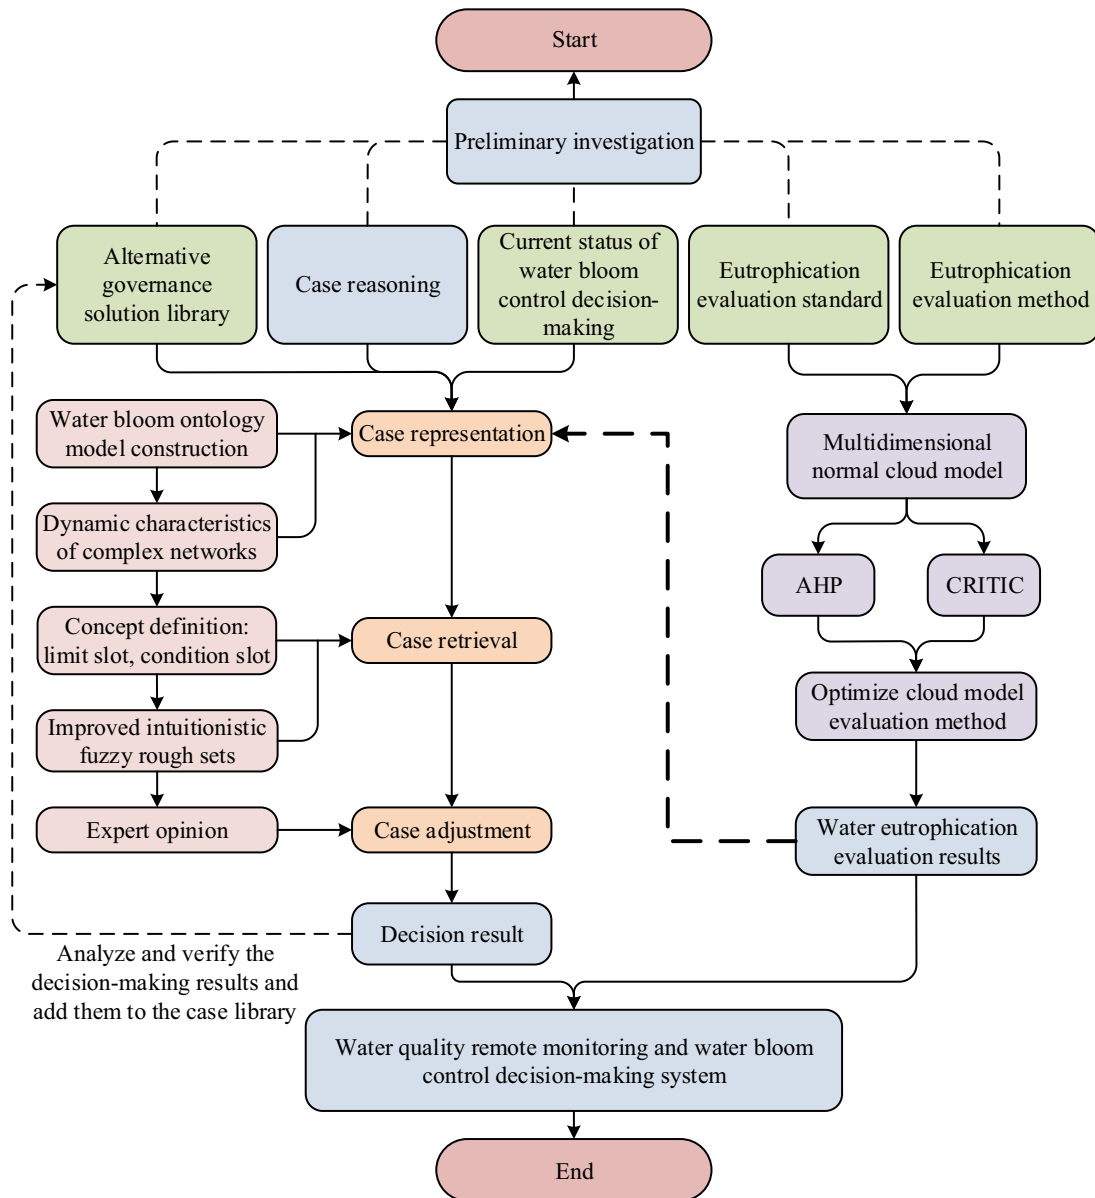 Start
Preliminary investigation
Alternative
governance
solution library
Case reasoning
Current status of
water bloom
control decision-
making
Eutrophication
evaluation standard
Eutrophication
evaluation method
Water bloom ontology
model construction
Case representation
Multidimensional
normal cloud model
Dynamic characteristics
of complex networks
AHP
CRITIC
Concept definition:
limit slot, condition slot
Case retrieval
Optimize cloud model
evaluation method
Improved intuitionistic
fuzzy rough sets
Expert opinion
Case adjustment
Water eutrophication
evaluation results
Decision result
Analyze and verify the
decision-making results and
add them to the case library
Water quality remote monitoring and water bloom
control decision-making system
End